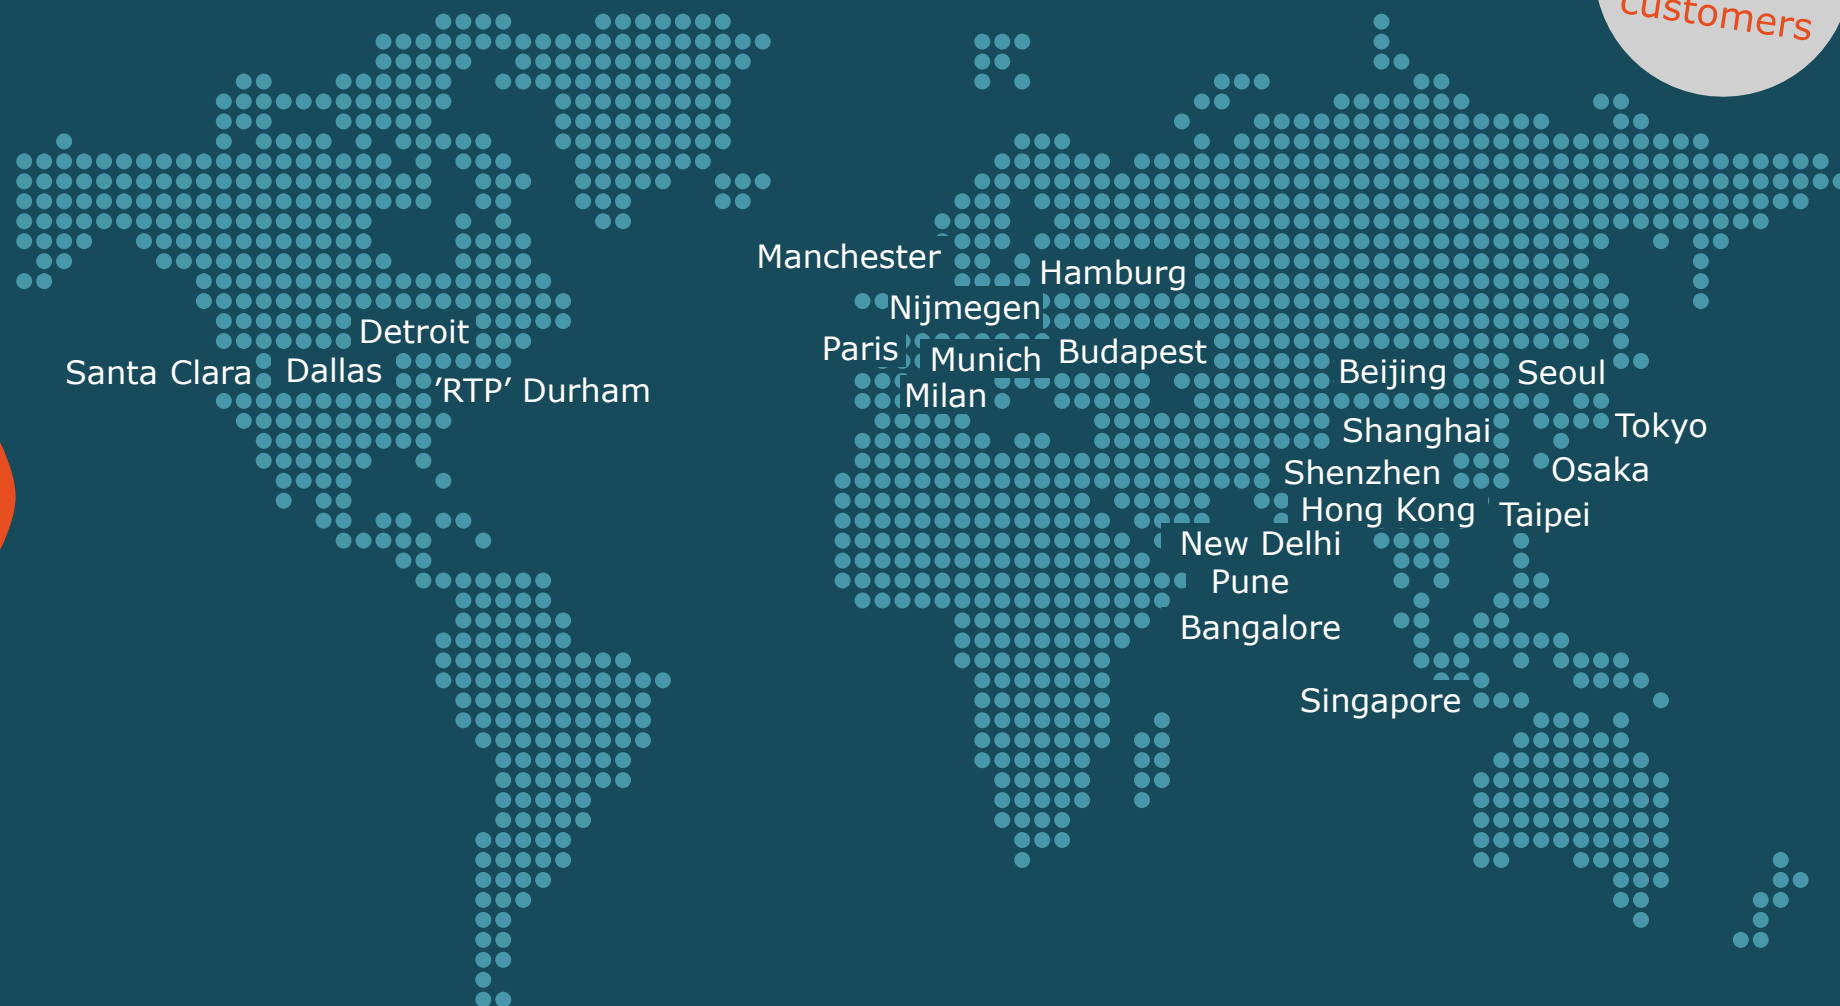 customers
Manchester
Hamburg
Nijmegen
Detroit
Paris
Munich
Budapest
Santa Clara
Dallas
Beijing
Seoul
’RTP’ Durham
Milan
Tokyo
Shanghai
Shenzhen
Osaka
Hong Kong
Taipei
New Delhi
Pune
Bangalore
Singapore